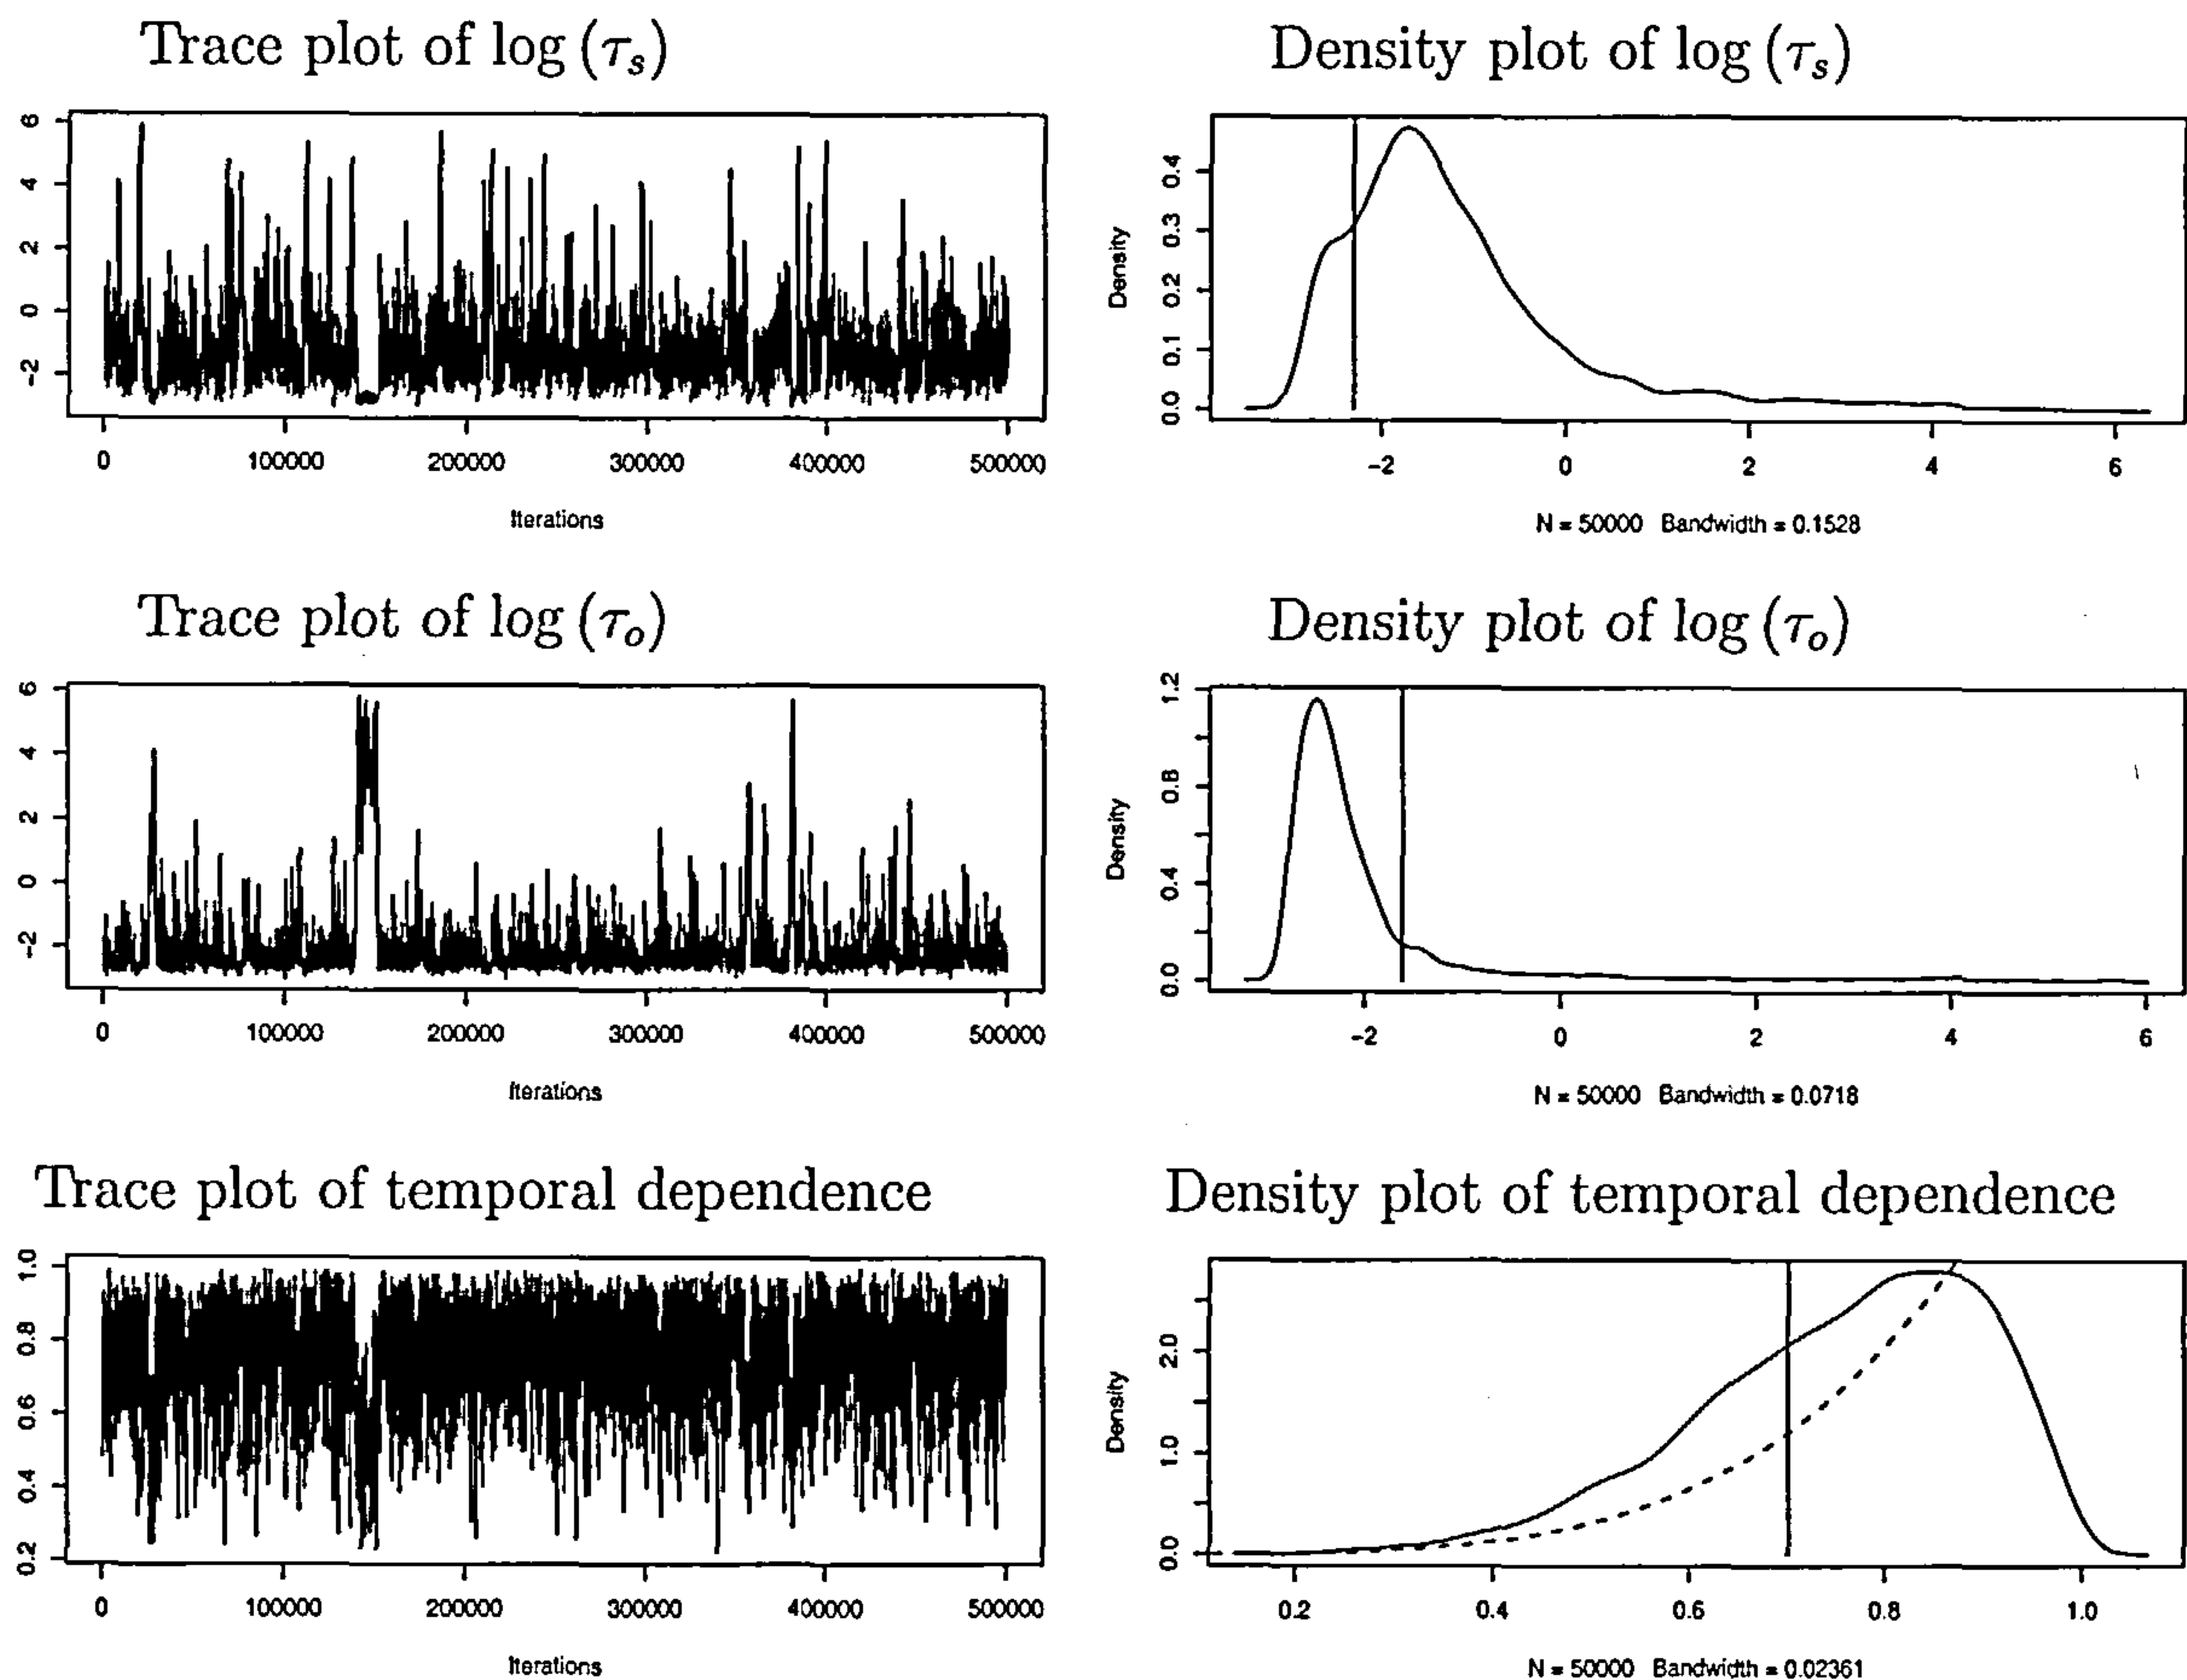 Trace plot of log (τₛ)
Density plot of log (τₛ)
6
4
2
0
−2
0 100000 200000 300000 400000 500000
Iterations
Density
0.4
0.3
0.2
0.1
0.0
−2 0 2 4 6
N = 50000 Bandwidth = 0.1528
Trace plot of log (τₒ)
Density plot of log (τₒ)
6
4
2
0
−2
0 100000 200000 300000 400000 500000
Iterations
Density
1.2
0.8
0.4
0.0
−2 0 2 4 6
N = 50000 Bandwidth = 0.0718
Trace plot of temporal dependence
Density plot of temporal dependence
1.0
0.8
0.6
0.4
0.2
0 100000 200000 300000 400000 500000
Iterations
Density
2.0
1.0
0.0
0.2 0.4 0.6 0.8 1.0
N = 50000 Bandwidth = 0.02361